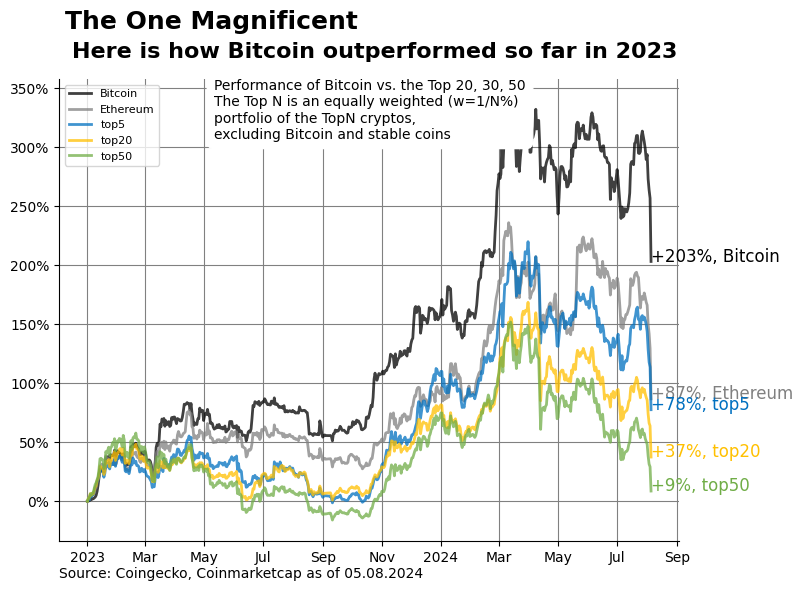 The One Magnificent
Here is how Bitcoin outperformed so far in 2023
Performance of Bitcoin vs. the Top 20, 30, 50
The Top N is an equally weighted (w=1/N%)
portfolio of the TopN cryptos,
excluding Bitcoin and stable coins
Bitcoin
Ethereum
top5
top20
top50
350%
300%
250%
200%
150%
100%
50%
0%
+203%, Bitcoin
+87%, Ethereum
+78%, top5
+37%, top20
+9%, top50
2023 Mar May Jul Sep Nov 2024 Mar May Jul Sep
Source: Coingecko, Coinmarketcap as of 05.08.2024